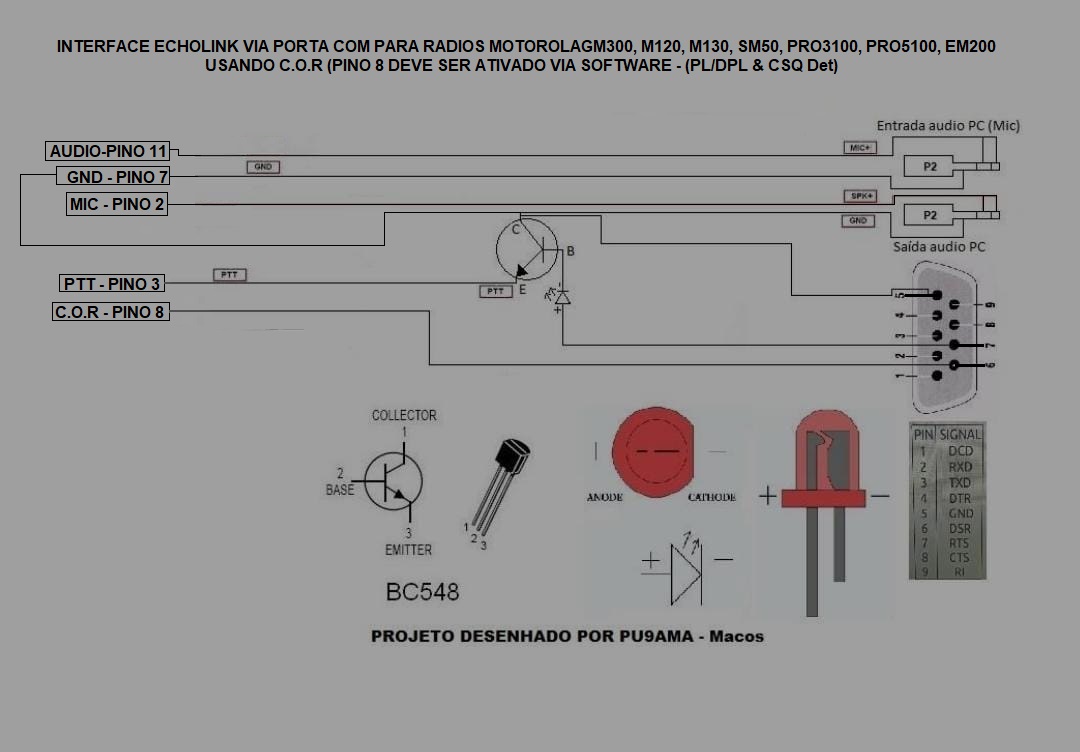 INTERFACE ECHOLINK VIA PORTA COM PARA RADIOS MOTOROLAGM300, M120, M130, SM50, PRO3100, PRO5100, EM200
USANDO C.O.R (PINO 8 DEVE SER ATIVADO VIA SOFTWARE - (PL/DPL & CSQ Det)
Entrada audio PC (Mic)
AUDIO-PINO 11
MIC+
GND
P2
GND - PINO 7
MIC - PINO 2
SPK+
GND
P2
C
B
E
Saída audio PC
PTT - PINO 3
PTT
PTT
- 
+
C.O.R - PINO 8
5
4
3
2
1
9
8
7
6
COLLECTOR
1
2
BASE
3
EMITTER
1
2
3
BC548
ANODE
CATHODE
+
-
+
-
PIN SIGNAL
1 DCD
2 RXD
3 TXD
4 DTR
5 GND
6 DSR
7 RTS
8 CTS
9 RI
PROJETO DESENHADO POR PU9AMA - Macos